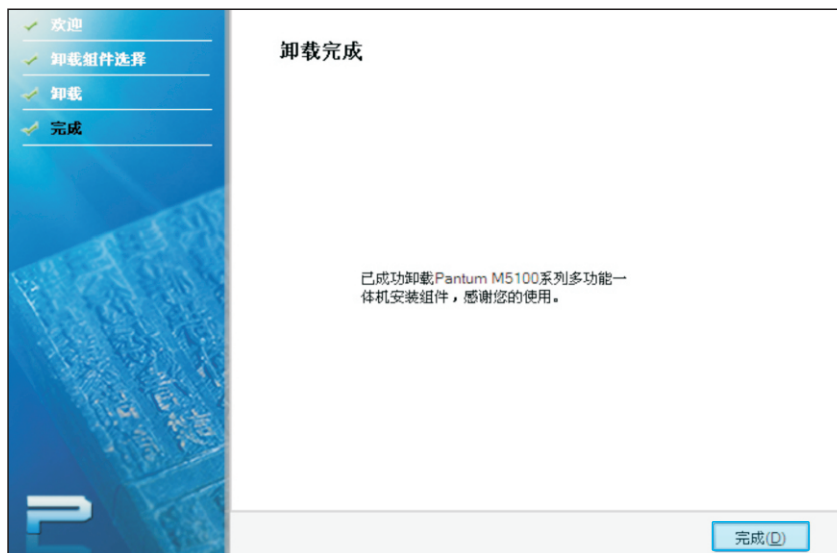 欢迎
卸载组件选择
卸载
完成
卸载完成
已成功卸载Pantum M5100系列多功能一
体机安装组件，感谢您的使用。
完成(D)